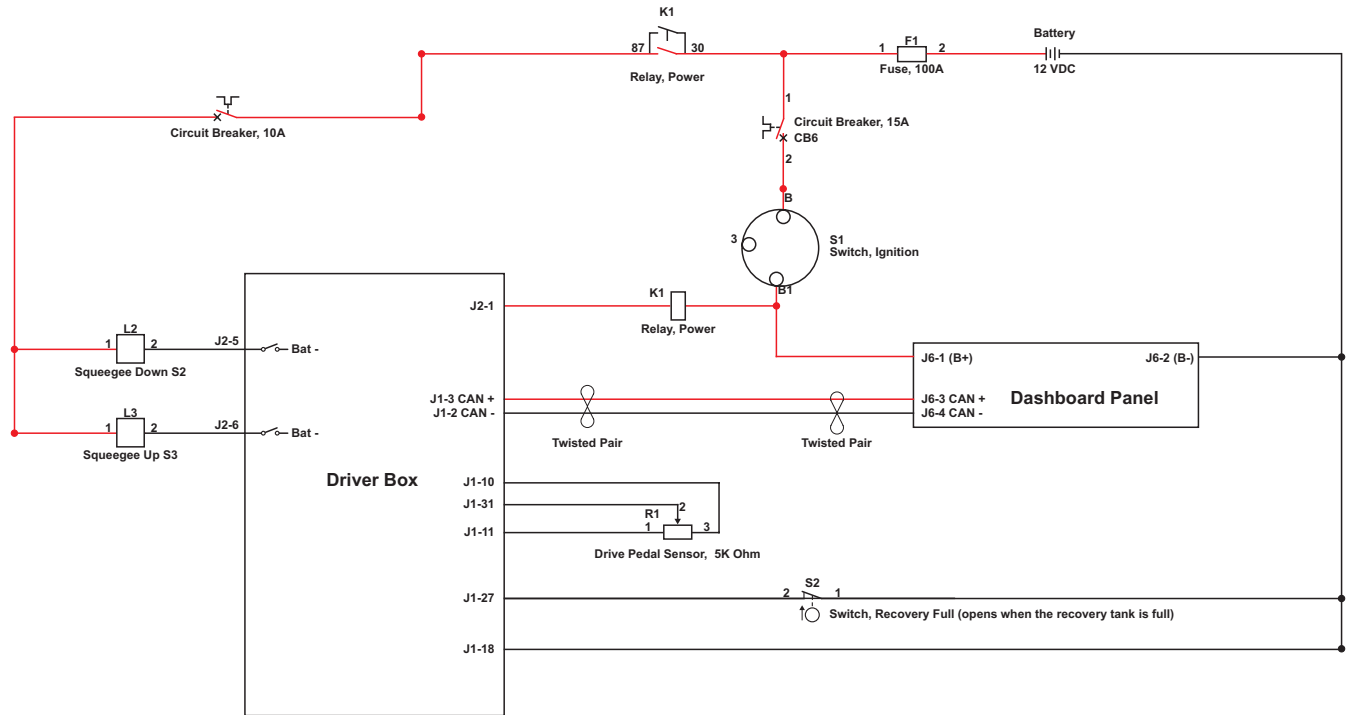 K1
87
30
Relay, Power
1
F1
2
Fuse, 100A
Battery
12 VDC
Circuit Breaker, 10A
1
Circuit Breaker, 15A
CB6
2
B
3
S1
Switch, Ignition
B1
J2-1
K1
Relay, Power
L2
1
2
J2-5
Bat -
Squeegee Down S2
J6-1 (B+)
J6-2 (B-)
J1-3 CAN +
J1-2 CAN -
J6-3 CAN +
J6-4 CAN -
Dashboard Panel
L3
1
2
J2-6
Bat -
Squeegee Up S3
Twisted Pair
Twisted Pair
Driver Box
J1-10
J1-31
J1-11
R1
2
1
3
Drive Pedal Sensor, 5K Ohm
J1-27
S2
2
1
Switch, Recovery Full (opens when the recovery tank is full)
J1-18